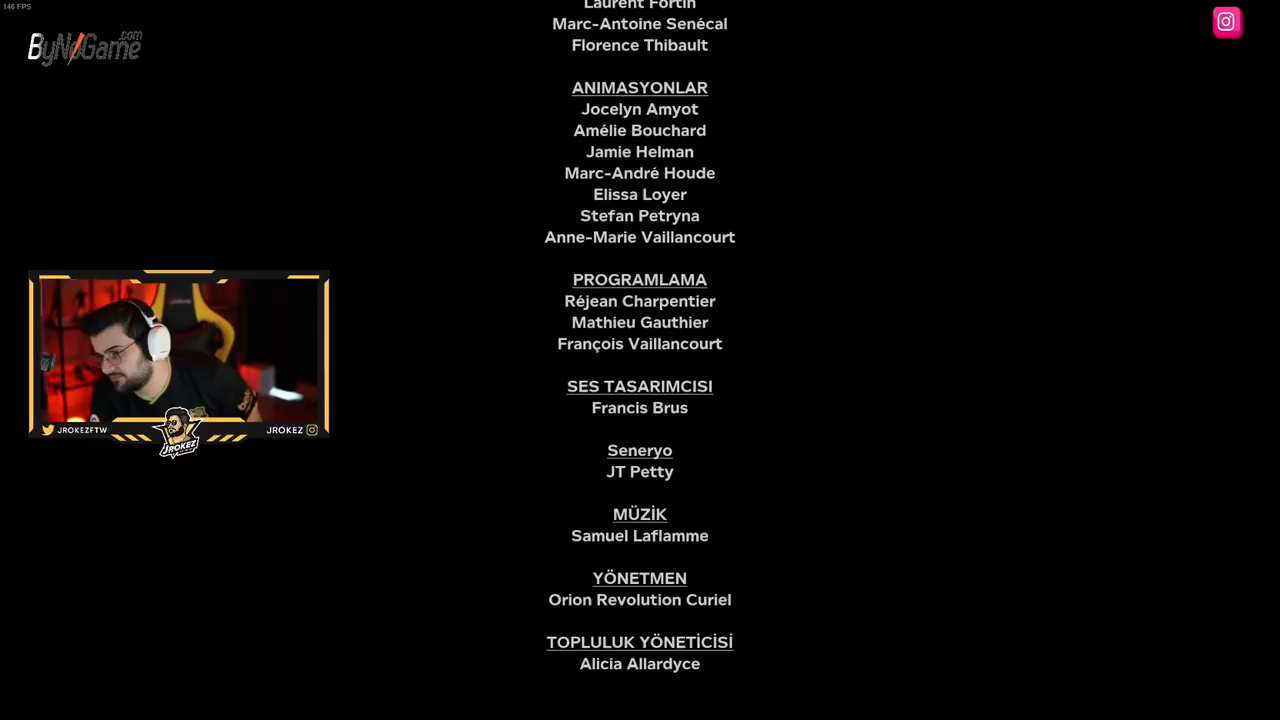 146 FPS
ByNoGame.com
Laurent Fortin
Marc-Antoine Senécal
Florence Thibault
ANIMASYONLAR
Jocelyn Amyot
Amélie Bouchard
Jamie Helman
Marc-André Houde
Elissa Loyer
Stefan Petryna
Anne-Marie Vaillancourt
PROGRAMLAMA
Réjean Charpentier
Mathieu Gauthier
François Vaillancourt
SES TASARIMCISI
Francis Brus
Seneryo
JT Petty
MÜZİK
Samuel Laflamme
YÖNETMEN
Orion Revolution Curiel
TOPLULUK YÖNETİCİSİ
Alicia Allardyce
JROKEZFTW
JROKEZ
JROKEZ